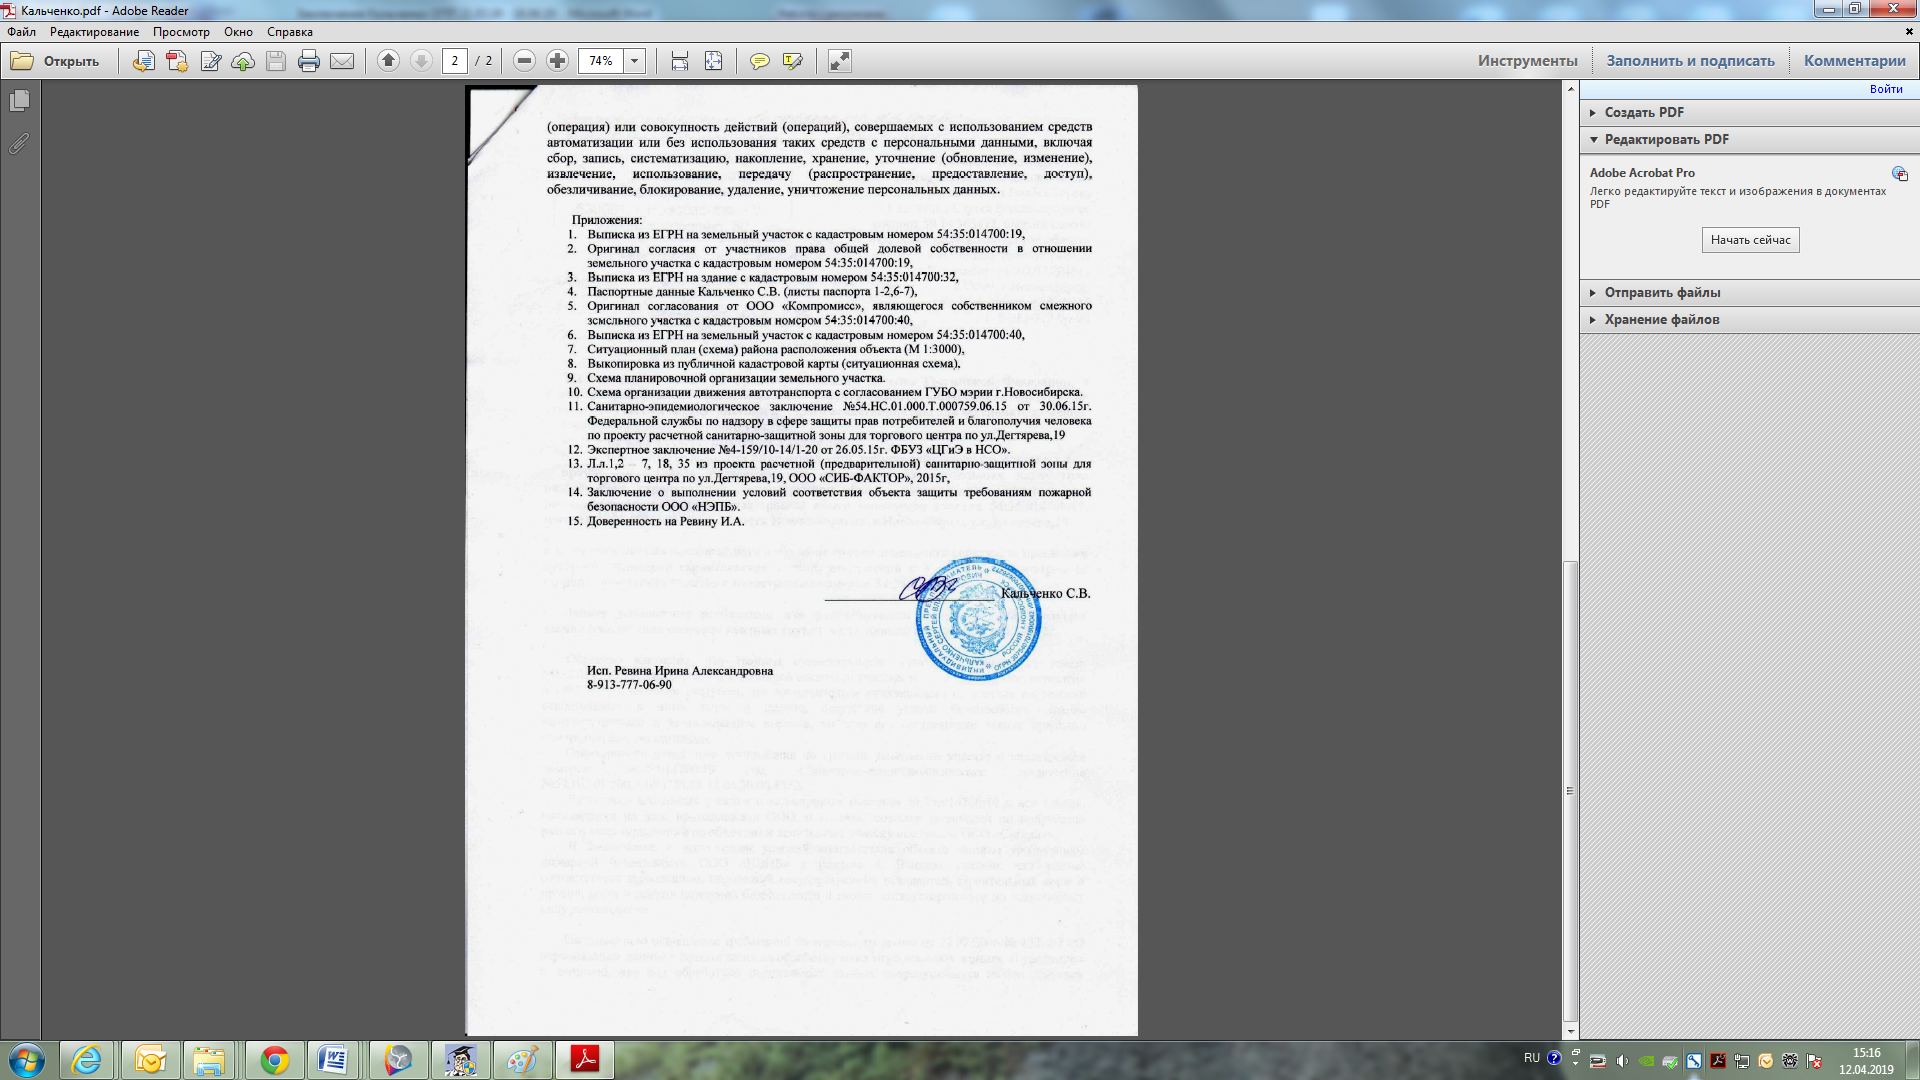 Кальченко.pdf - Adobe Reader
Файл Редактирование Просмотр Окно Справка
Открыть 2 / 2 74% Инструменты Заполнить и подписать Комментарии
Войти
Создать PDF
Редактировать PDF
Adobe Acrobat Pro
Легко редактируйте текст и изображения в документах
PDF
Начать сейчас
Отправить файлы
Хранение файлов
(операция) или совокупность действий (операций), совершаемых с использованием средств
автоматизации или без использования таких средств с персональными данными, включая
сбор, запись, систематизацию, накопление, хранение, уточнение (обновление, изменение),
извлечение, использование, передачу (распространение, предоставление, доступ),
обезличивание, блокирование, удаление, уничтожение персональных данных.
Приложения:
1. Выписка из ЕГРН на земельный участок с кадастровым номером 54:35:014700:19,
2. Оригинал согласия от участников права общей долевой собственности в отношении
земельного участка с кадастровым номером 54:35:014700:19,
3. Выписка из ЕГРН на здание с кадастровым номером 54:35:014700:32,
4. Паспортные данные Кальченко С.В. (листы паспорта 1-2,6-7),
5. Оригинал согласования от ООО «Компромисс», являющегося собственником смежного
земельного участка с кадастровым номером 54:35:014700:40,
6. Выписка из ЕГРН на земельный участок с кадастровым номером 54:35:014700:40,
7. Ситуационный план (схема) района расположения объекта (М 1:3000),
8. Выкопировка из публичной кадастровой карты (ситуационная схема),
9. Схема планировочной организации земельного участка.
10. Схема организации движения автотранспорта с согласованием ГУБО мэрии г.Новосибирска.
11. Санитарно-эпидемиологическое заключение №54.НС.01.000.Т.000759.06.15 от 30.06.15г.
Федеральной службы по надзору в сфере защиты прав потребителей и благополучия человека
по проекту расчетной санитарно-защитной зоны для торгового центра по ул.Дегтярева,19
12. Экспертное заключение №4-159/10-14/1-20 от 26.05.15г. ФБУЗ «ЦГиЭ в НСО».
13. Л.л.1,2 – 7, 18, 35 из проекта расчетной (предварительной) санитарно-защитной зоны для
торгового центра по ул.Дегтярева,19, ООО «СИБ-ФАКТОР», 2015г,
14. Заключение о выполнении условий соответствия объекта защиты требованиям пожарной
безопасности ООО «НЭПБ».
15. Доверенность на Ревину И.А.
Кальченко С.В.
ИНДИВИДУАЛЬНЫЙ ПРЕДПРИНИМАТЕЛЬ
КАЛЬЧЕНКО СЕРГЕЙ
Исп. Ревина Ирина Александровна
8-913-777-06-90
RU 15:16
12.04.2019